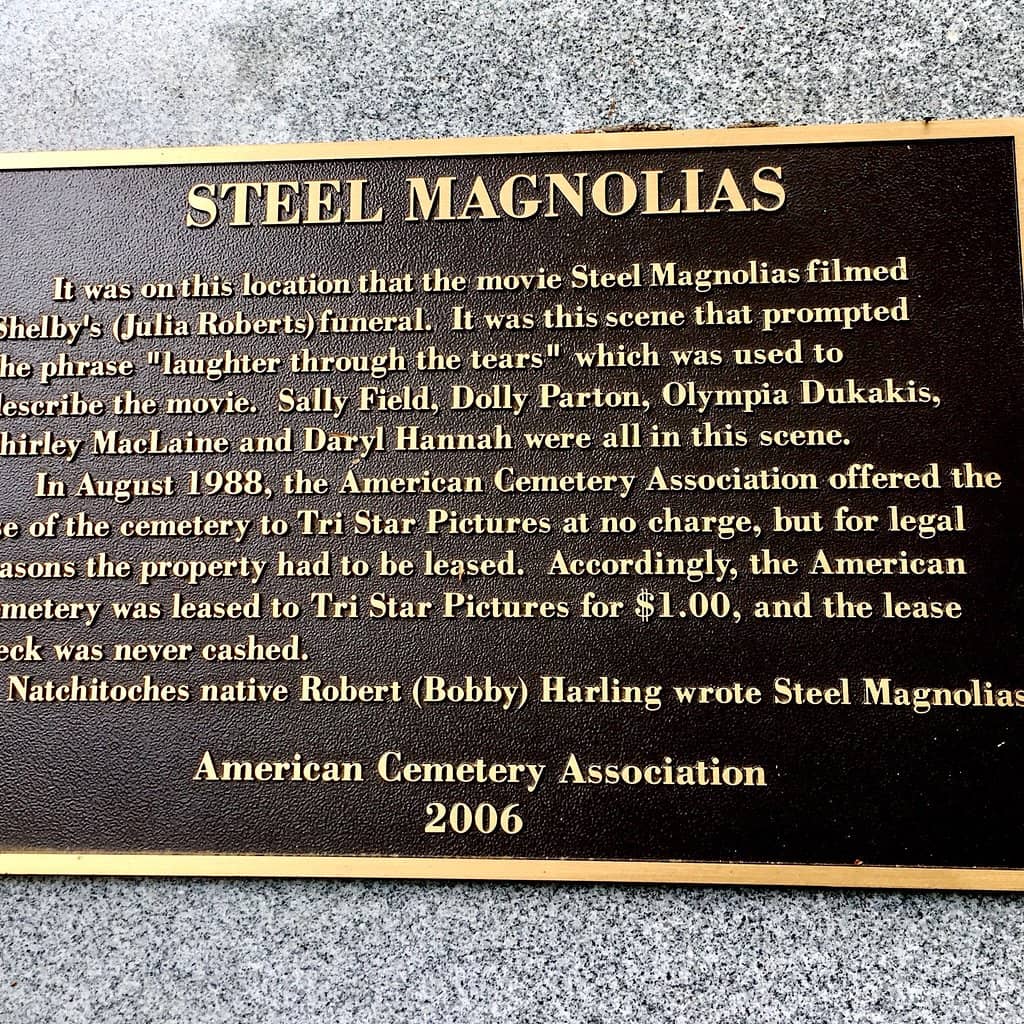 STEEL MAGNOLIAS
It was on this location that the movie Steel Magnolias filmed
Shelby's (Julia Roberts) funeral. It was this scene that prompted
he phrase "laughter through the tears" which was used to
describe the movie. Sally Field, Dolly Parton, Olympia Dukakis,
hirley MacLaine and Daryl Hannah were all in this scene.
In August 1988, the American Cemetery Association offered the
se of the cemetery to Tri Star Pictures at no charge, but for legal
asons the property had to be leased. Accordingly, the American
metery was leased to Tri Star Pictures for $1.00, and the lease
eck was never cashed.
Natchitoches native Robert (Bobby) Harling wrote Steel Magnolias
American Cemetery Association
2006